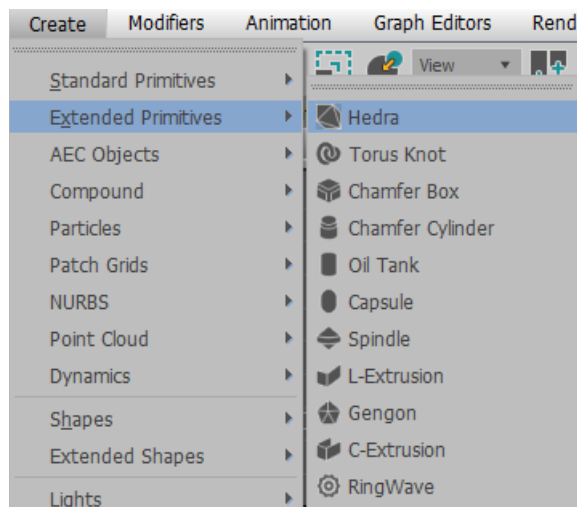 Create Modifiers Animation Graph Editors Rend
View
Standard Primitives
Extended Primitives
AEC Objects
Compound
Particles
Patch Grids
NURBS
Point Cloud
Dynamics
Shapes
Extended Shapes
Lights
Hedra
Torus Knot
Chamfer Box
Chamfer Cylinder
Oil Tank
Capsule
Spindle
L-Extrusion
Gengon
C-Extrusion
RingWave